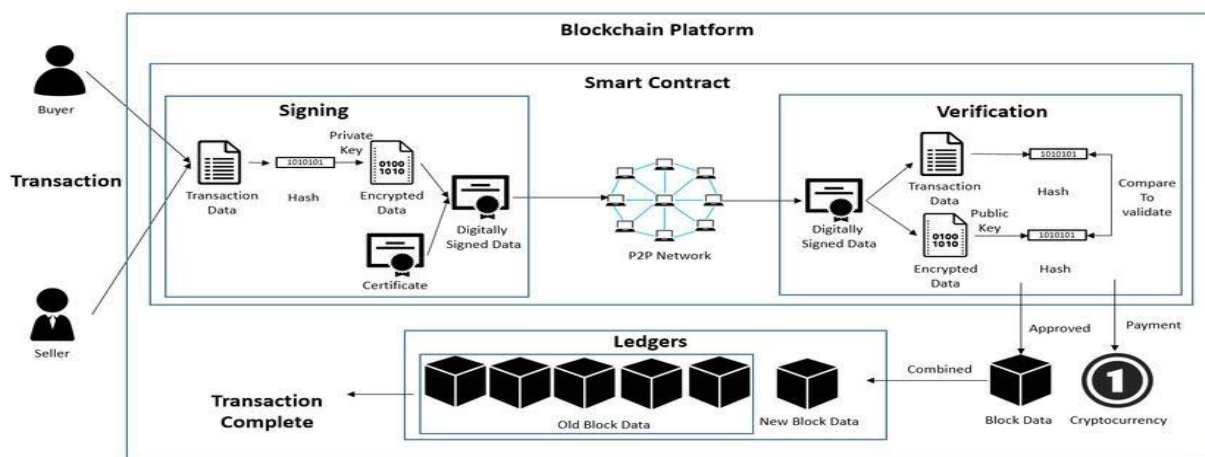 Blockchain Platform
Smart Contract
Buyer
Transaction
Seller
Signing
Transaction
Data
1010101
Hash
Private
Key
0100
1010
Encrypted
Data
Certificate
Digitally
Signed Data
P2P Network
Verification
Digitally
Signed Data
Transaction
Data
1010101
Hash
0100
1010
Encrypted
Data
Public
Key
1010101
Hash
Compare
To
validate
Approved
Payment
Block Data
1
Cryptocurrency
Combined
Ledgers
Old Block Data
New Block Data
Transaction
Complete